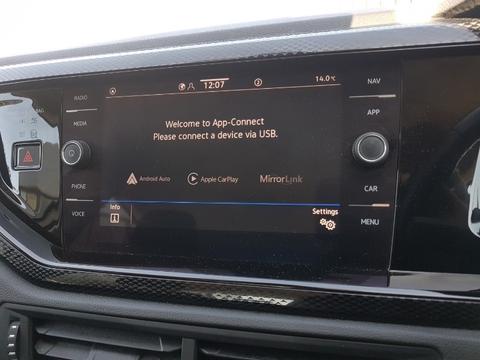 12:07
14.0°C
RADIO
MEDIA
PHONE
VOICE
Welcome to App-Connect
Please connect a device via USB.
Android Auto
Apple CarPlay
MirrorLink
Info
Settings
NAV
APP
CAR
MENU